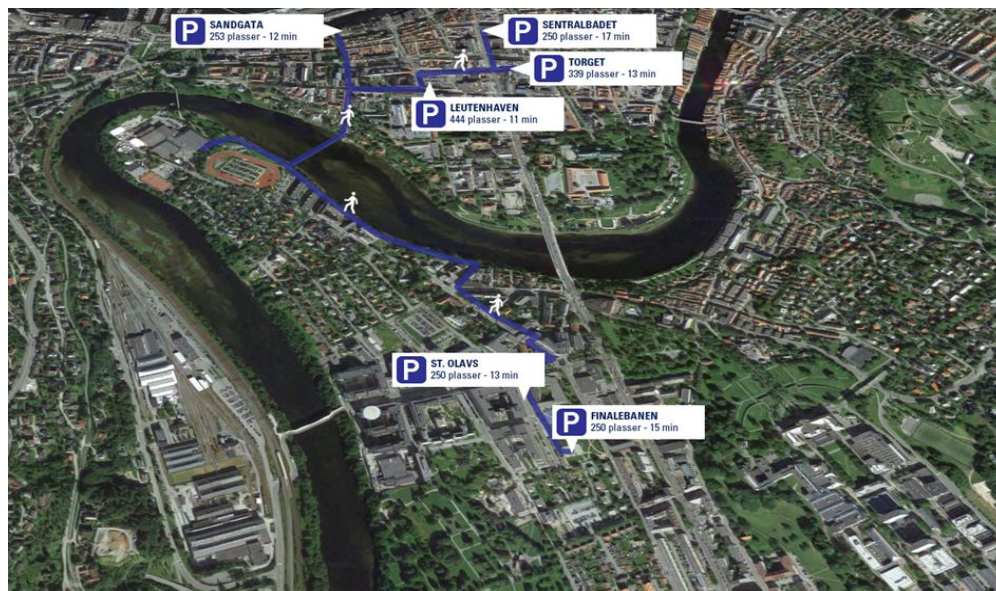 P SANDGATA
253 plasser - 12 min
P SENTRALBADET
250 plasser - 17 min
P TORGET
339 plasser - 13 min
P LEUTENHAVEN
444 plasser - 11 min
P ST. OLAVS
250 plasser - 13 min
P FINALEBANEN
250 plasser - 15 min